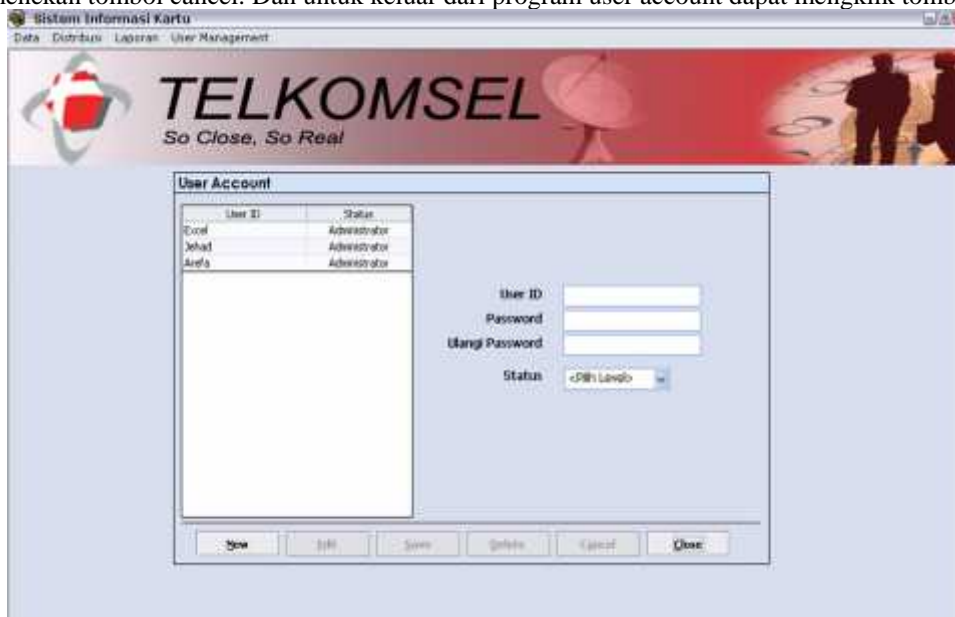 menekan tombol cancel. Dan untuk keluar dari program user account dapat mengklik
Sistem Informasi Kartu
Data Distribusi Laporan User Management
TELKOMSEL
So Close, So Real
User Account
User ID Status
Excel Administrator
Jehad Administrator
Arefa Administrator
User ID
Password
Ulangi Password
Status <Pilih Level>
New Edit Save Delete Cancel Close